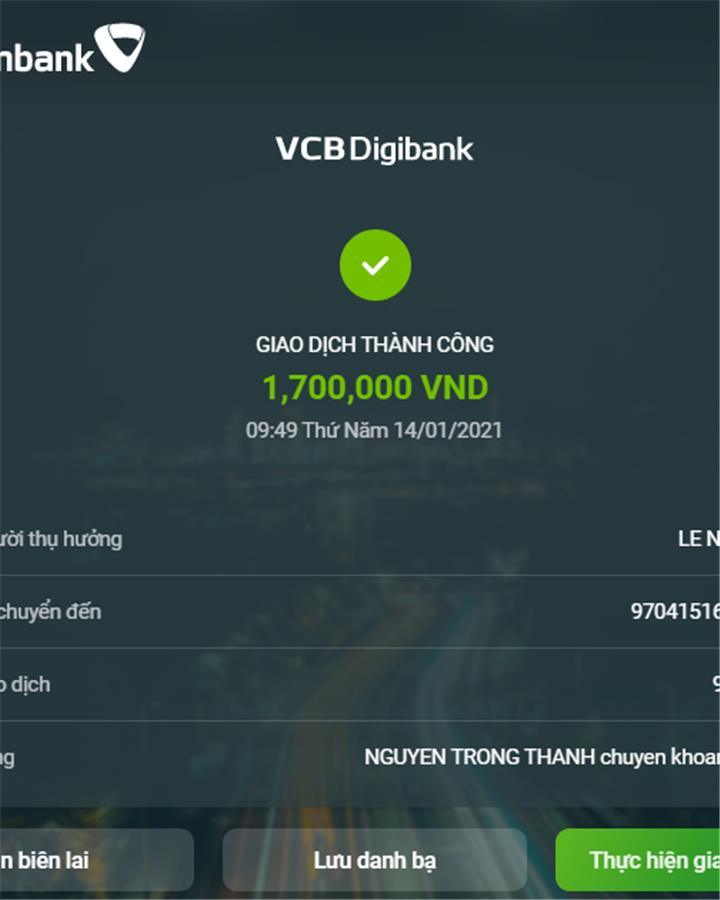 nbank
VCB Digibank
GIAO DỊCH THÀNH CÔNG
1,700,000 VND
09:49 Thứ Năm 14/01/2021
ười thụ hưởng LE N
chuyển đến 97041516
o dịch 9
ng NGUYEN TRONG THANH chuyen khoan
n biên lai Lưu danh bạ Thực hiện gia